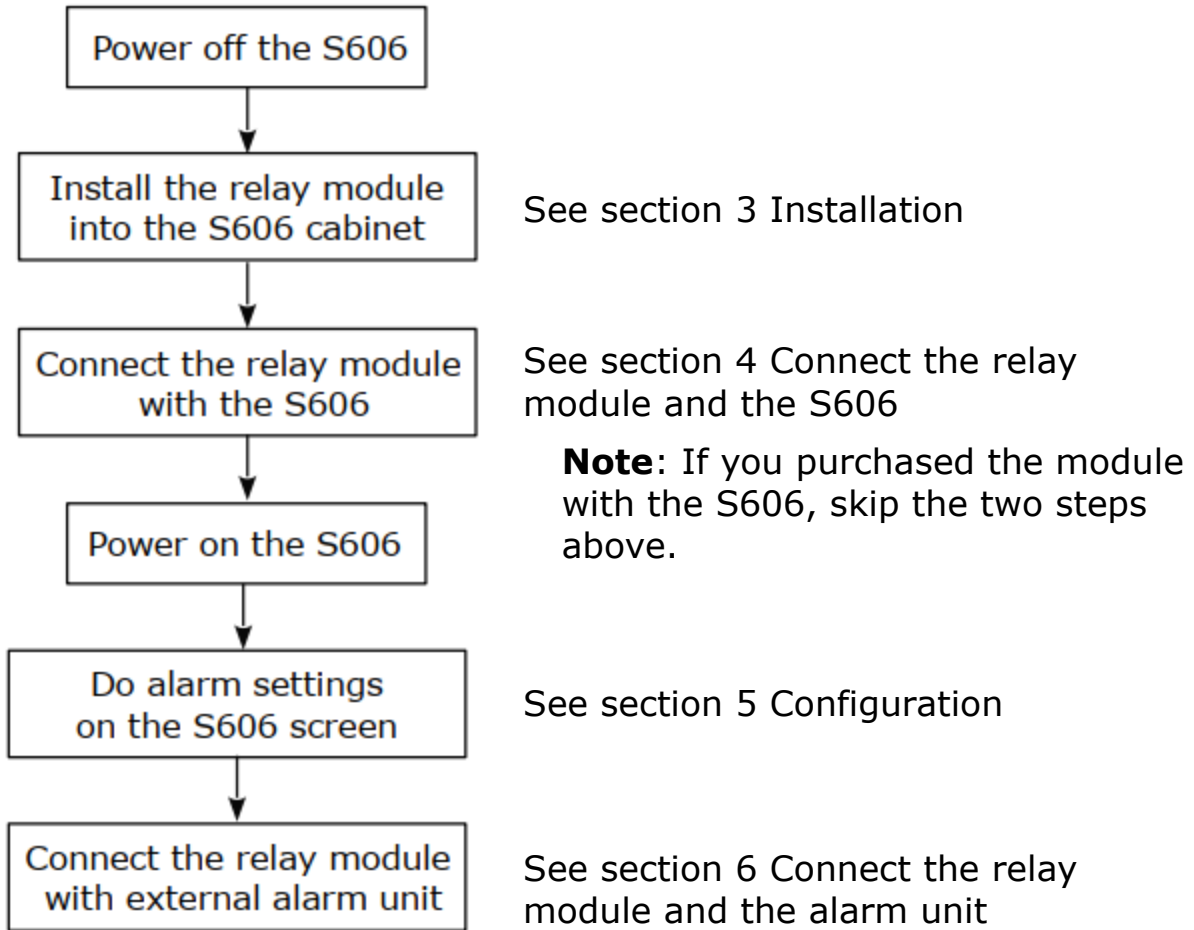 Power off the S606
Install the relay module
into the S606 cabinet
See section 3 Installation
Connect the relay module
with the S606
See section 4 Connect the relay
module and the S606
Note: If you purchased the module
with the S606, skip the two steps
above.
Power on the S606
Do alarm settings
on the S606 screen
See section 5 Configuration
Connect the relay module
with external alarm unit
See section 6 Connect the relay
module and the alarm unit